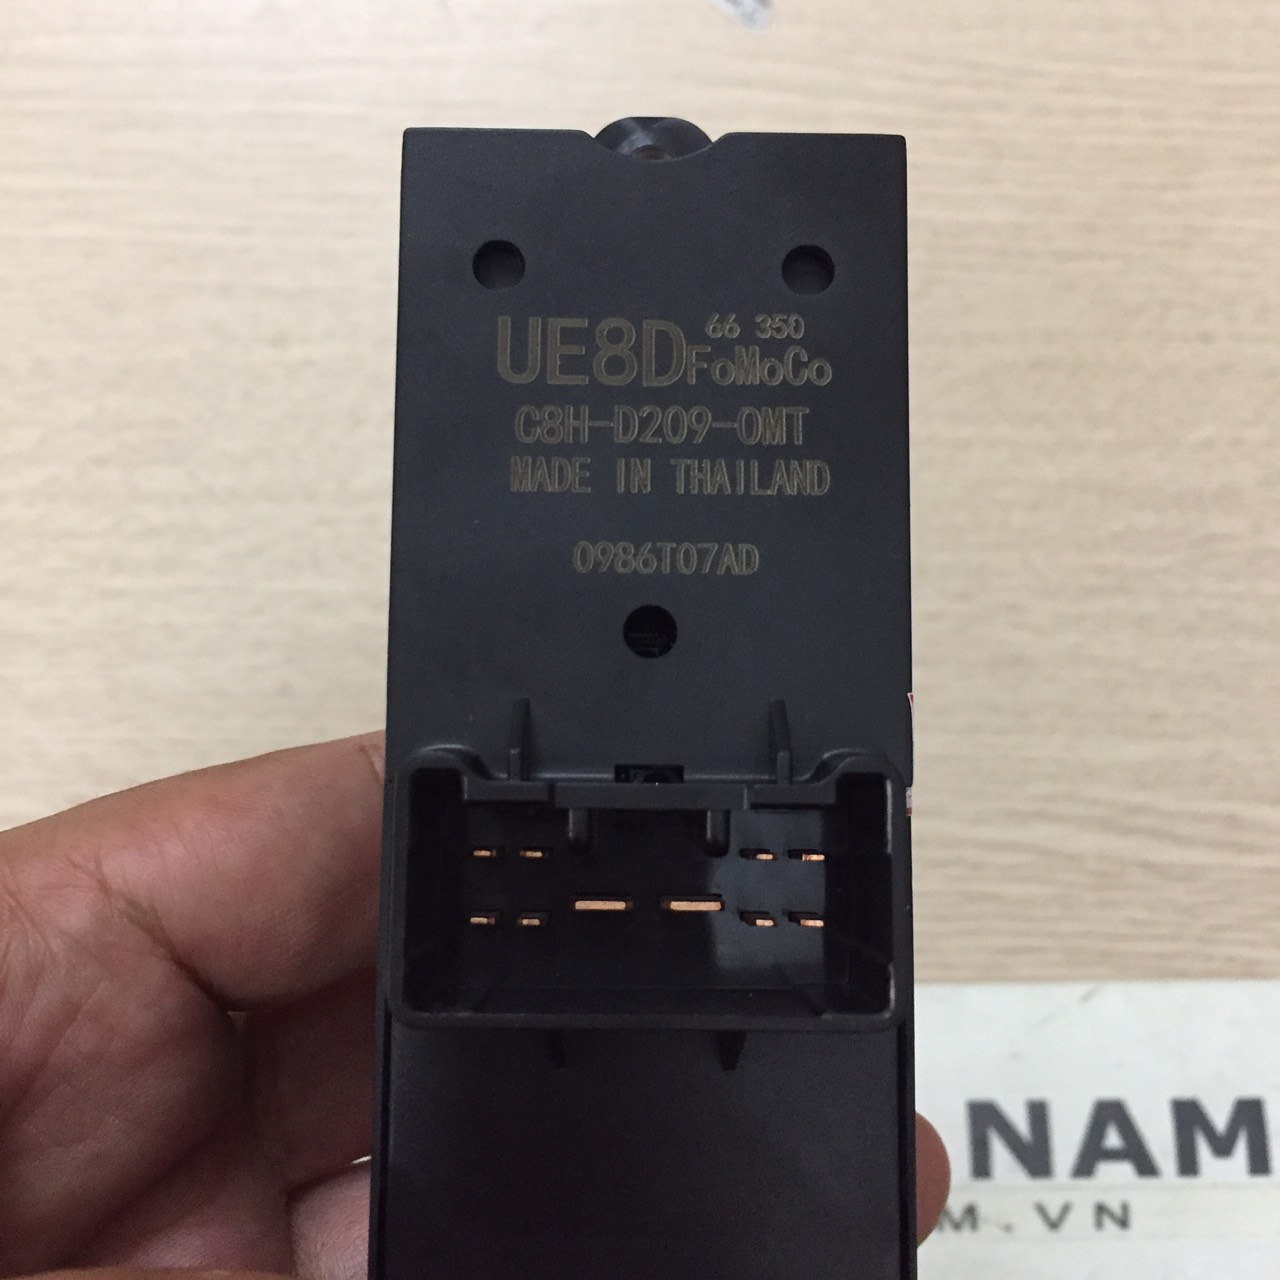 UE8D 66 350
FoMoCo
C8H-D209-0MT
MADE IN THAILAND
0986T07AD
NAM
M.VN